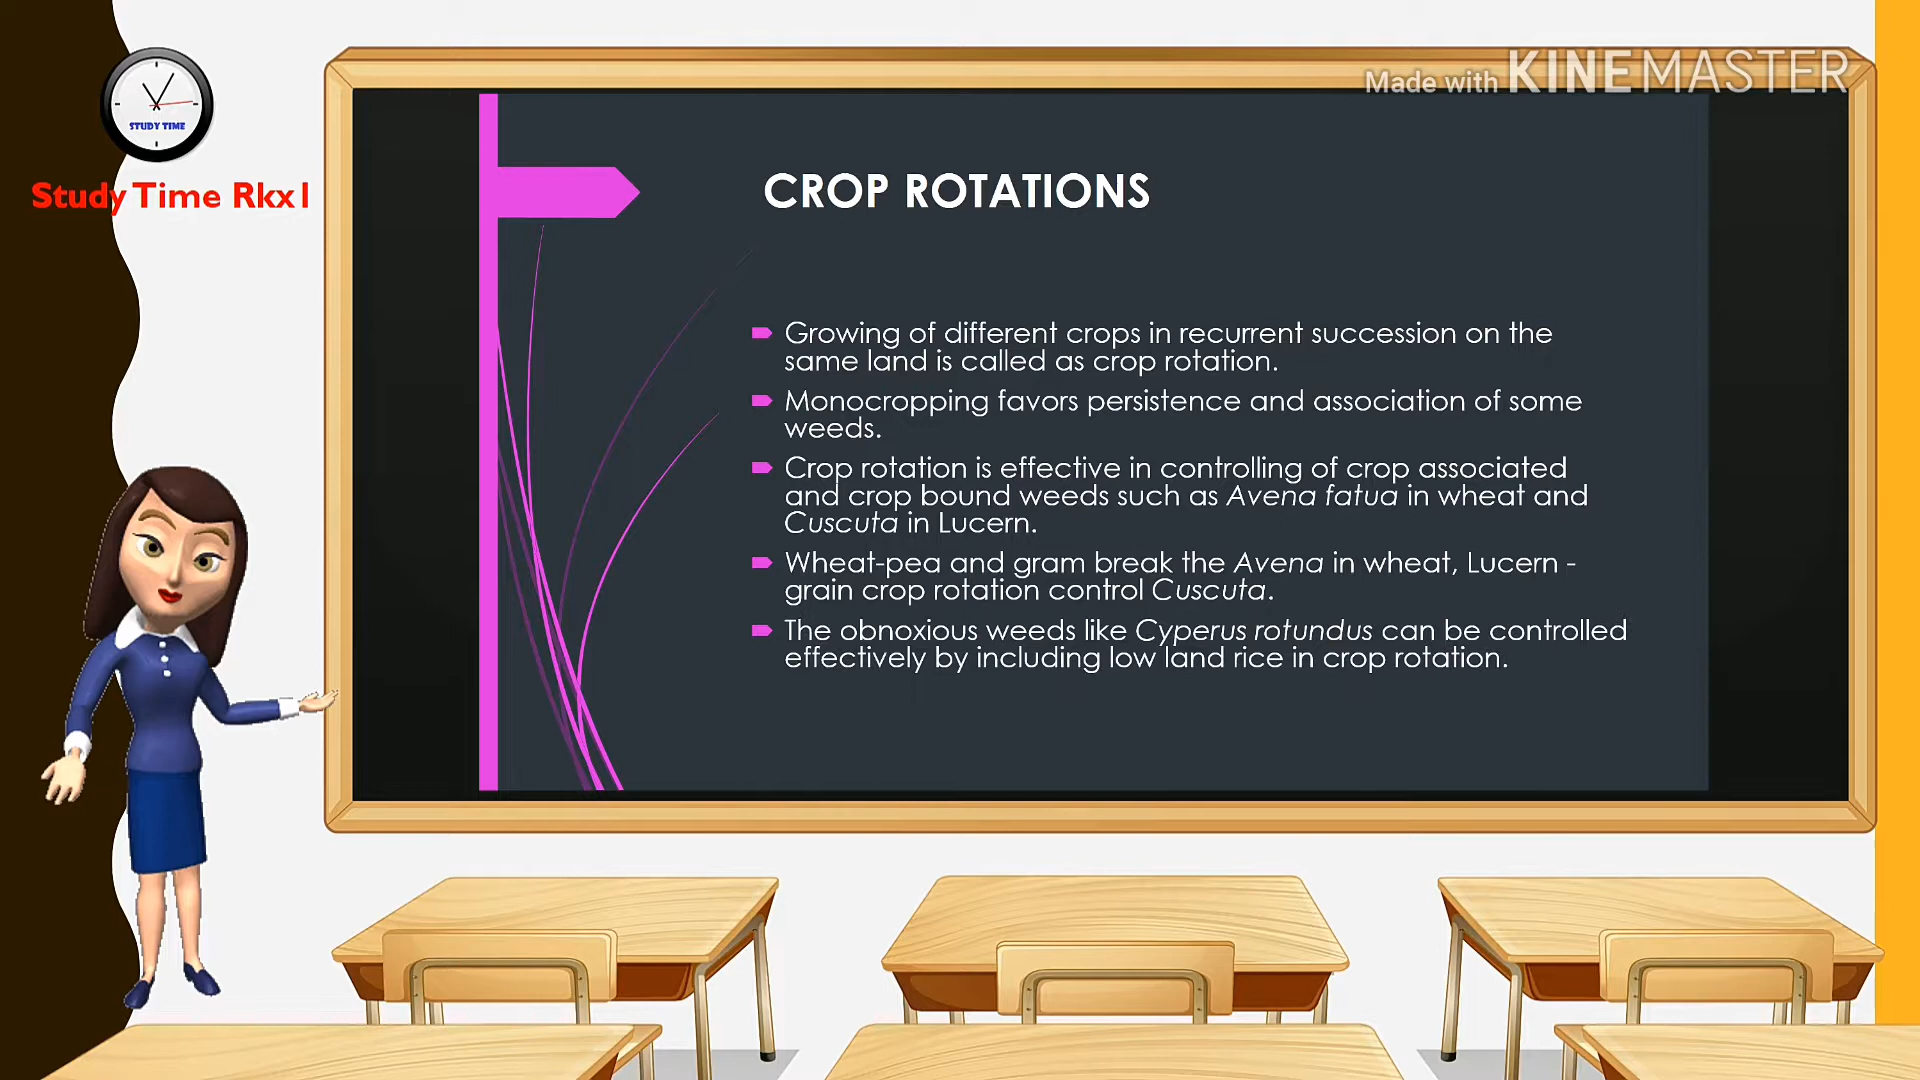 Made with KINEMASTER
STUDY TIME
Study Time Rkx1
CROP ROTATIONS
Growing of different crops in recurrent succession on the
same land is called as crop rotation.
Monocropping favors persistence and association of some
weeds.
Crop rotation is effective in controlling of crop associated
and crop bound weeds such as Avena fatua in wheat and
Cuscuta in Lucern.
Wheat-pea and gram break the Avena in wheat, Lucern -
grain crop rotation control Cuscuta.
The obnoxious weeds like Cyperus rotundus can be controlled
effectively by including low land rice in crop rotation.